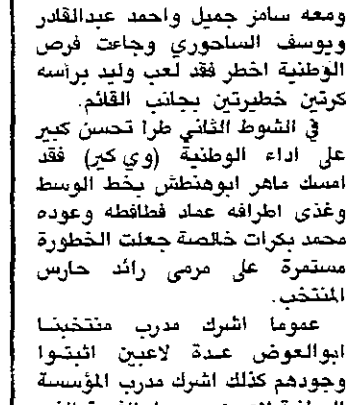 ومعه سامر جميل واحمد عبدالقادر
ويوسف الساحوري وجاءت فرص
الوطنية اخطر فقد لعب وليد برأسه
كرتين خطيرتين بجانب القائم.
في الشوط الثاني طرا تحسن كبير
على اداء الوطنية (وي كير) فقد
امسك ماهر ابوهنطش بخط الوسط
وغذى اطرافه عماد فطافطه وعوده
محمد بكرات خالصة جعلت الخطورة
مستمرة على مرمى رائد حارس
المنتخب.
عموما اشرك مدرب منتخبنا
ابوالعوض عدة لاعبين اثبتوا
وجودهم كذلك اشرك مدرب المؤسسة